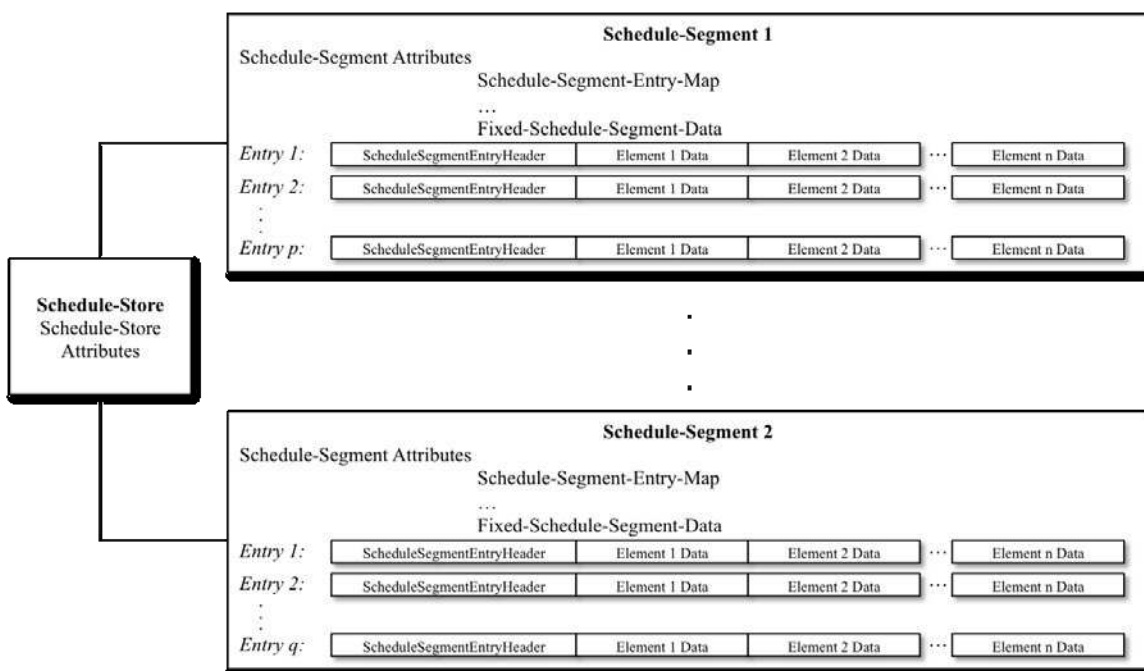 Schedule-Segment 1
Schedule-Segment Attributes
Schedule-Segment-Entry-Map
…
Fixed-Schedule-Segment-Data
Entry 1: ScheduleSegmentEntryHeader Element 1 Data Element 2 Data … Element n Data
Entry 2: ScheduleSegmentEntryHeader Element 1 Data Element 2 Data … Element n Data
Entry p: ScheduleSegmentEntryHeader Element 1 Data Element 2 Data … Element n Data
Schedule-Store
Schedule-Store
Attributes
Schedule-Segment 2
Schedule-Segment Attributes
Schedule-Segment-Entry-Map
…
Fixed-Schedule-Segment-Data
Entry 1: ScheduleSegmentEntryHeader Element 1 Data Element 2 Data … Element n Data
Entry 2: ScheduleSegmentEntryHeader Element 1 Data Element 2 Data … Element n Data
Entry q: ScheduleSegmentEntryHeader Element 1 Data Element 2 Data … Element n Data